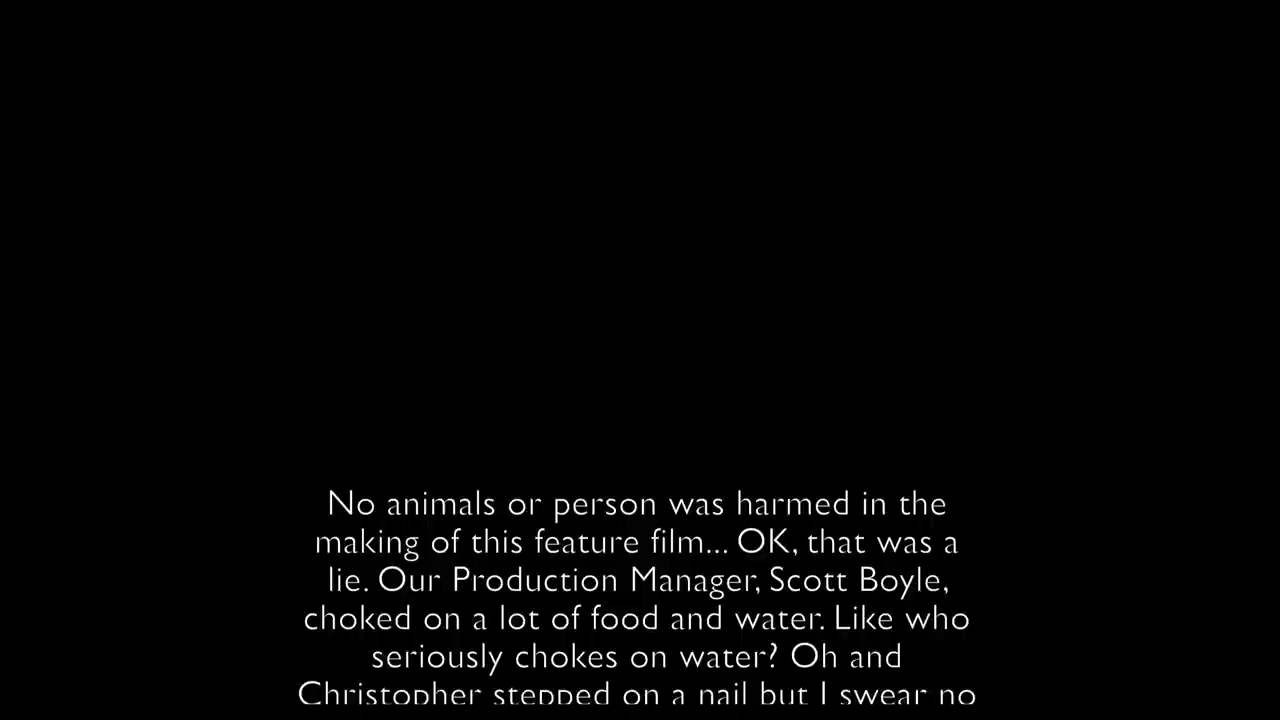 No animals or person was harmed in the
making of this feature film... OK, that was a
lie. Our Production Manager, Scott Boyle,
choked on a lot of food and water. Like who
seriously chokes on water? Oh and
Christopher stepped on a nail but I swear no